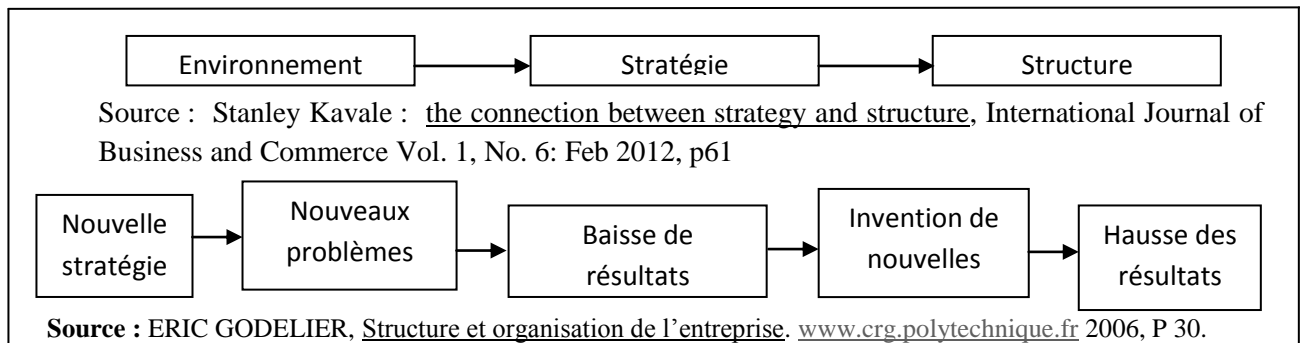 Environnement Stratégie Structure
Source : Stanley Kavale : the connection between strategy and structure, International Journal of
Business and Commerce Vol. 1, No. 6: Feb 2012, p61
Nouvelle
stratégie
Nouveaux
problèmes
Baisse de
résultats
Invention de
nouvelles
Hausse des
résultats
Source : ERIC GODELIER, Structure et organisation de l’entreprise. www.crg.polytechnique.fr 2006, P 30.